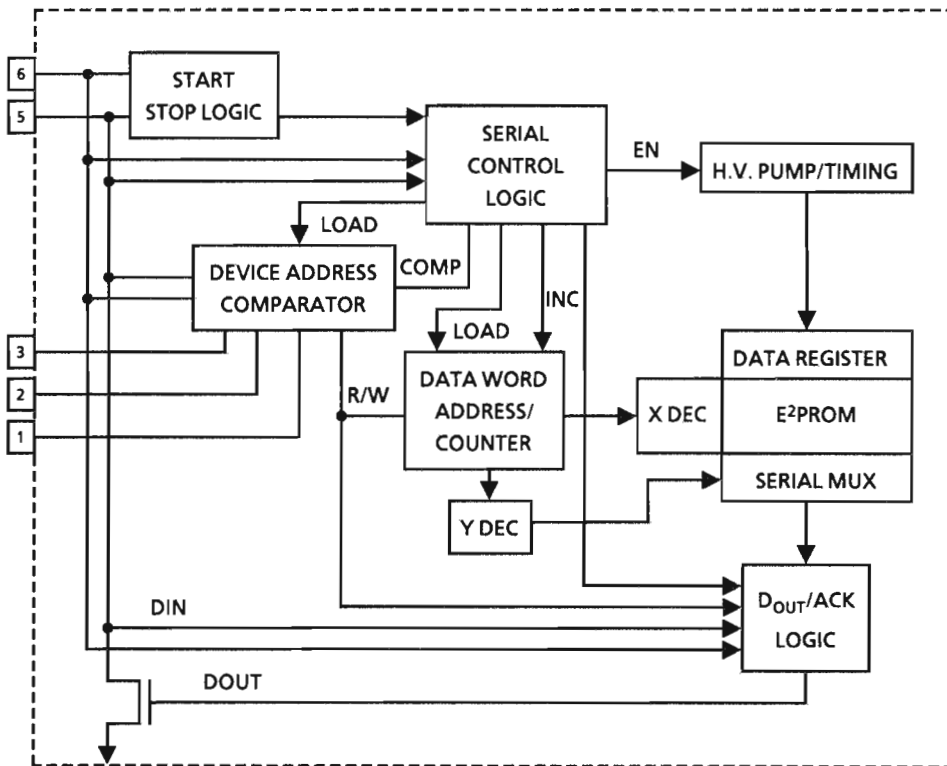 6
START
STOP LOGIC
5
SERIAL
CONTROL
LOGIC
EN
H.V. PUMP/TIMING
LOAD
DEVICE ADDRESS
COMPARATOR
COMP
INC
LOAD
3
2
1
R/W
DATA WORD
ADDRESS/
COUNTER
DATA REGISTER
X DEC
E²PROM
SERIAL MUX
Y DEC
DIN
DOUT/ACK
LOGIC
DOUT